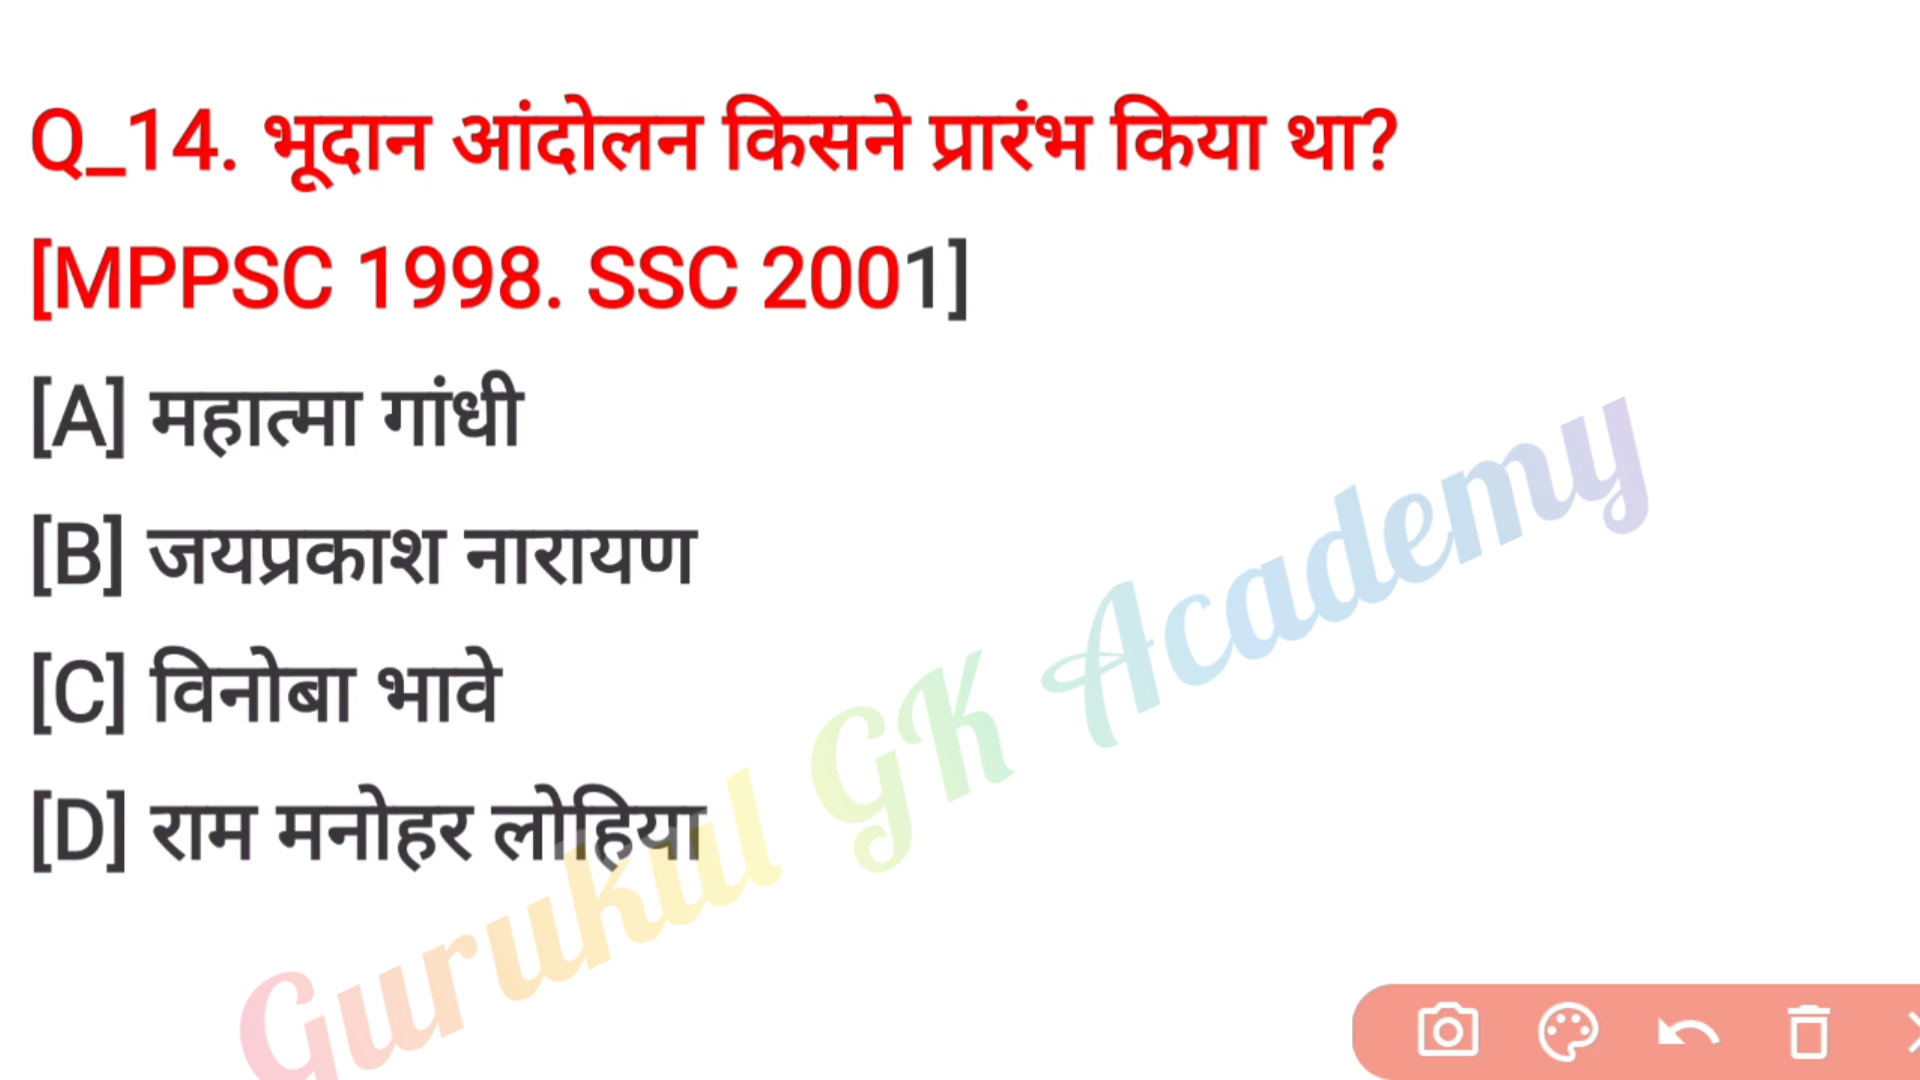 Q_14. भूदान आंदोलन किसने प्रारंभ किया था?
[MPPSC 1998. SSC 2001]
[A] महात्मा गांधी
[B] जयप्रकाश नारायण
[C] विनोबा भावे
[D] राम मनोहर लोहिया
Gurukul GK Academy